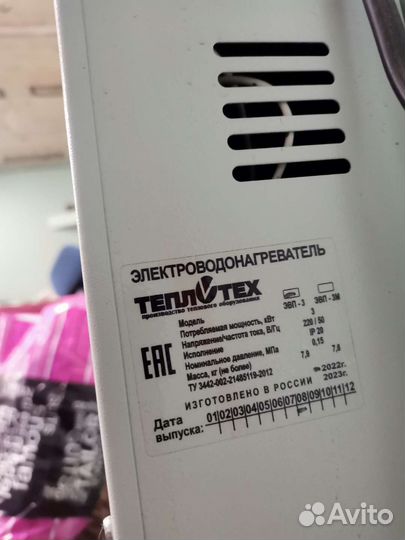 ЭЛЕКТРОВОДОНАГРЕВАТЕЛЬ
ТЕПЛОТЕХ
производство теплового оборудования
Модель ЭВП - 3 ЭВП - 3М
Потребляемая мощность, кВт 3
Напряжение/частота тока, В/Гц 220 / 50
Исполнение IP 20
Номинальное давление, МПа 0,15
Масса, кг (не более) 7,9 7,8
ТУ 3442-002-21485119-2012
ЕАС
ИЗГОТОВЛЕНО В РОССИИ
2022г.
2023г.
Дата выпуска: 01 02 03 04 05 06 07 08 09 10 11 12
Avito